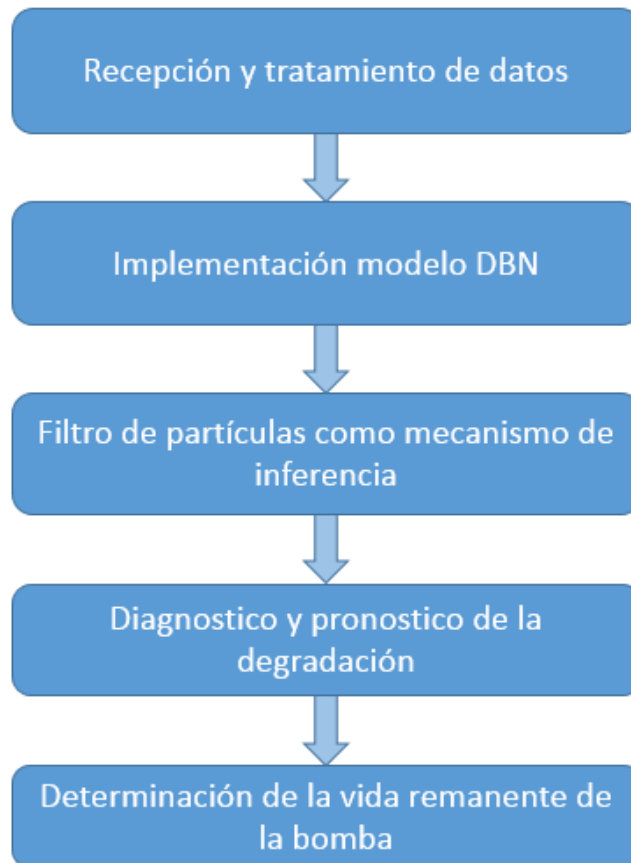 Recepción y tratamiento de datos
Implementación modelo DBN
Filtro de partículas como mecanismo de
inferencia
Diagnostico y pronostico de la
degradación
Determinación de la vida remanente de
la bomba